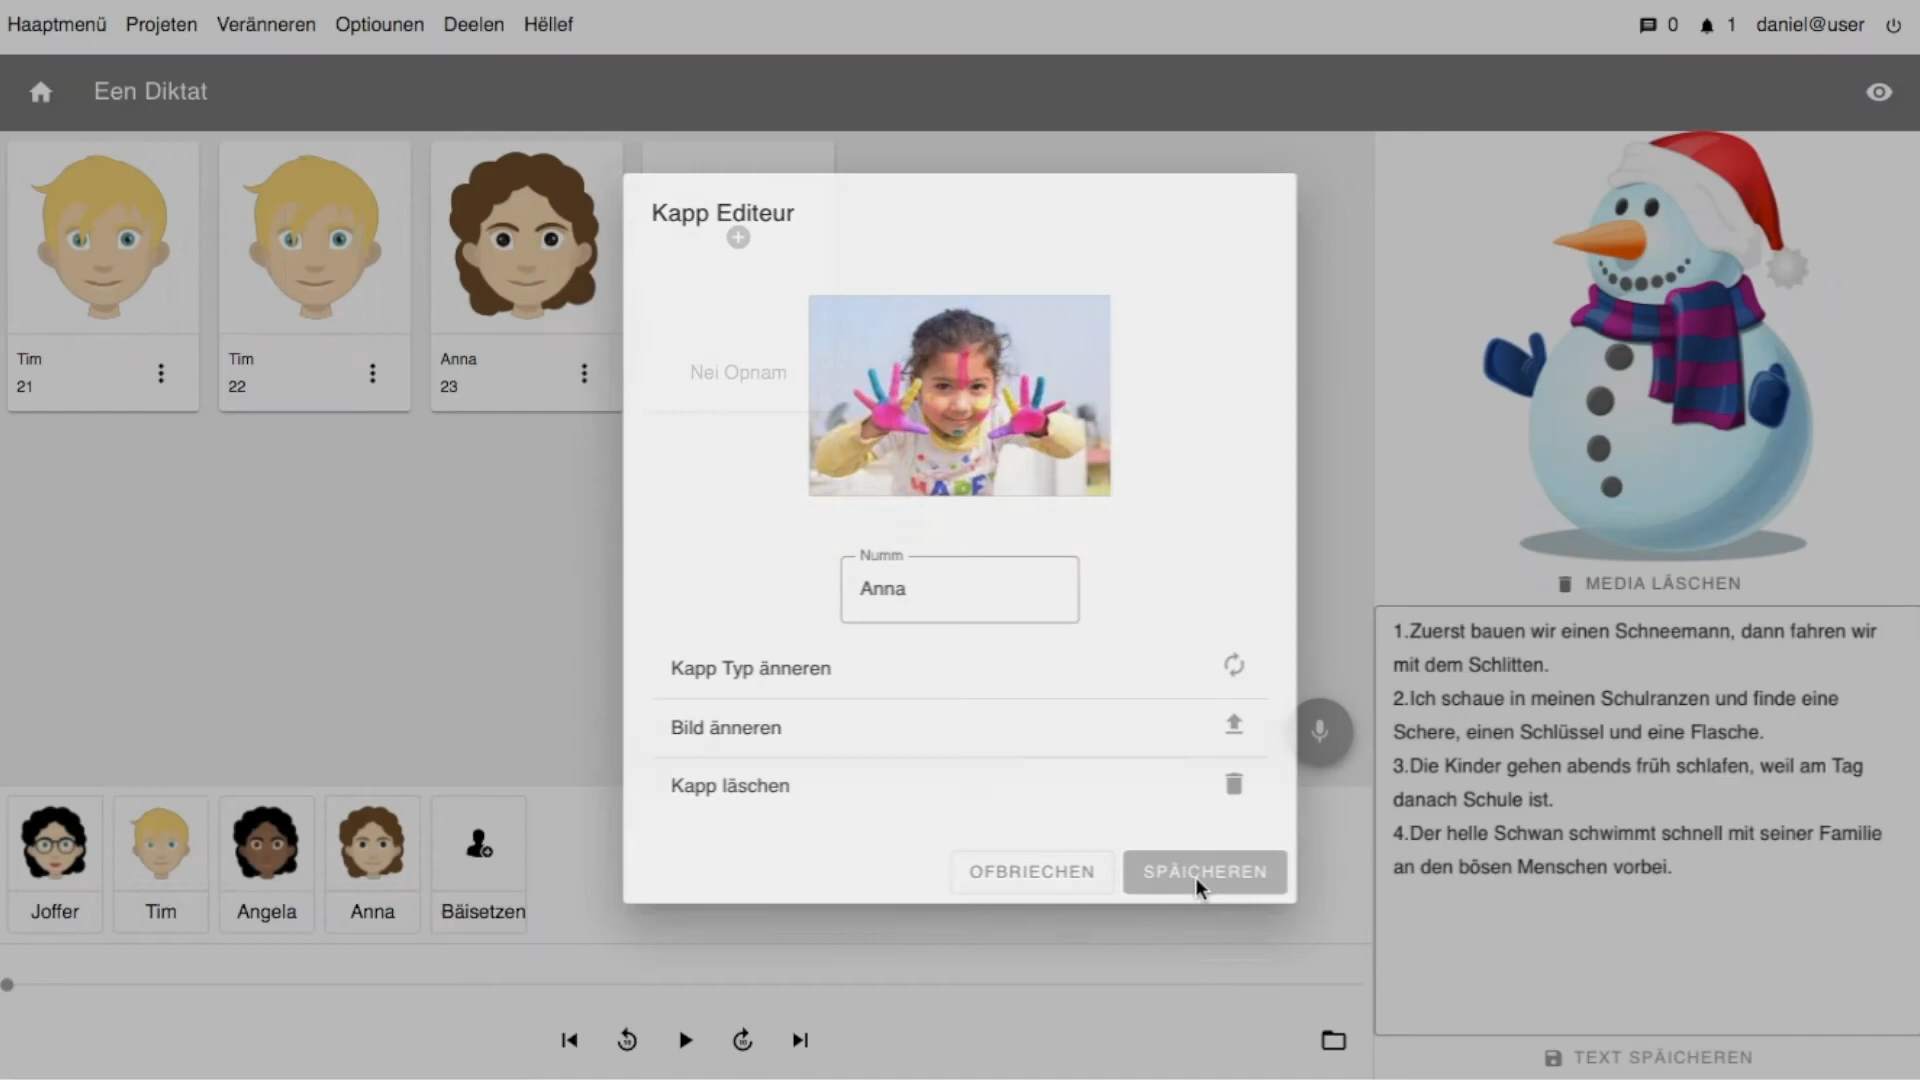 Haaptmenü Projeten Veränneren Optiounen Deelen Hëllef
0 1 daniel@user
Een Diktat
Tim
21
Tim
22
Anna
23
Nei Opnam
Kapp Editeur
Numm
Anna
Kapp Typ änneren
Bild änneren
Kapp läschen
OFBRIECHEN SPÄICHEREN
MEDIA LÄSCHEN
1.Zuerst bauen wir einen Schneemann, dann fahren wir
mit dem Schlitten.
2.Ich schaue in meinen Schulranzen und finde eine
Schere, einen Schlüssel und eine Flasche.
3.Die Kinder gehen abends früh schlafen, weil am Tag
danach Schule ist.
4.Der helle Schwan schwimmt schnell mit seiner Familie
an den bösen Menschen vorbei.
TEXT SPÄICHEREN
Joffer Tim Angela Anna Bäisetzen